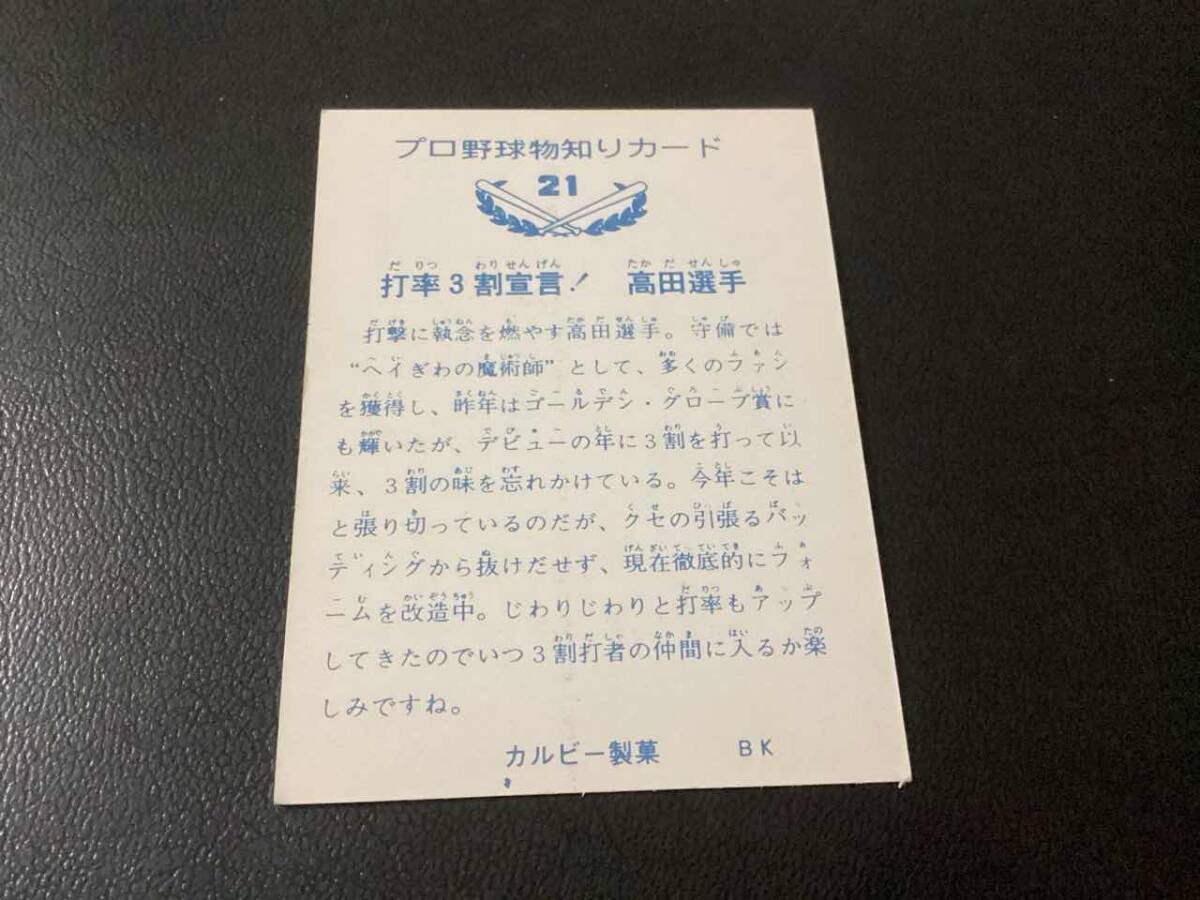 プロ野球物知りカード
21
打率3割宣言! 高田選手
打撃に執念を燃やす高田選手。守備では
“ヘイぎわの魔術師”として、多くのファン
を獲得し、昨年はゴールデン・グローブ賞に
も輝いたが、デビューの年に3割を打って以
来、3割の味を忘れかけている。今年こそは
と張り切っているのだが、クセの引張るバッ
ティングから抜けだせず、現在徹底的にフォ
ームを改造中。じわりじわりと打率もアップ
してきたのでいつ3割打者の仲間に入るか楽
しみですね。
カルビー製菓 BK